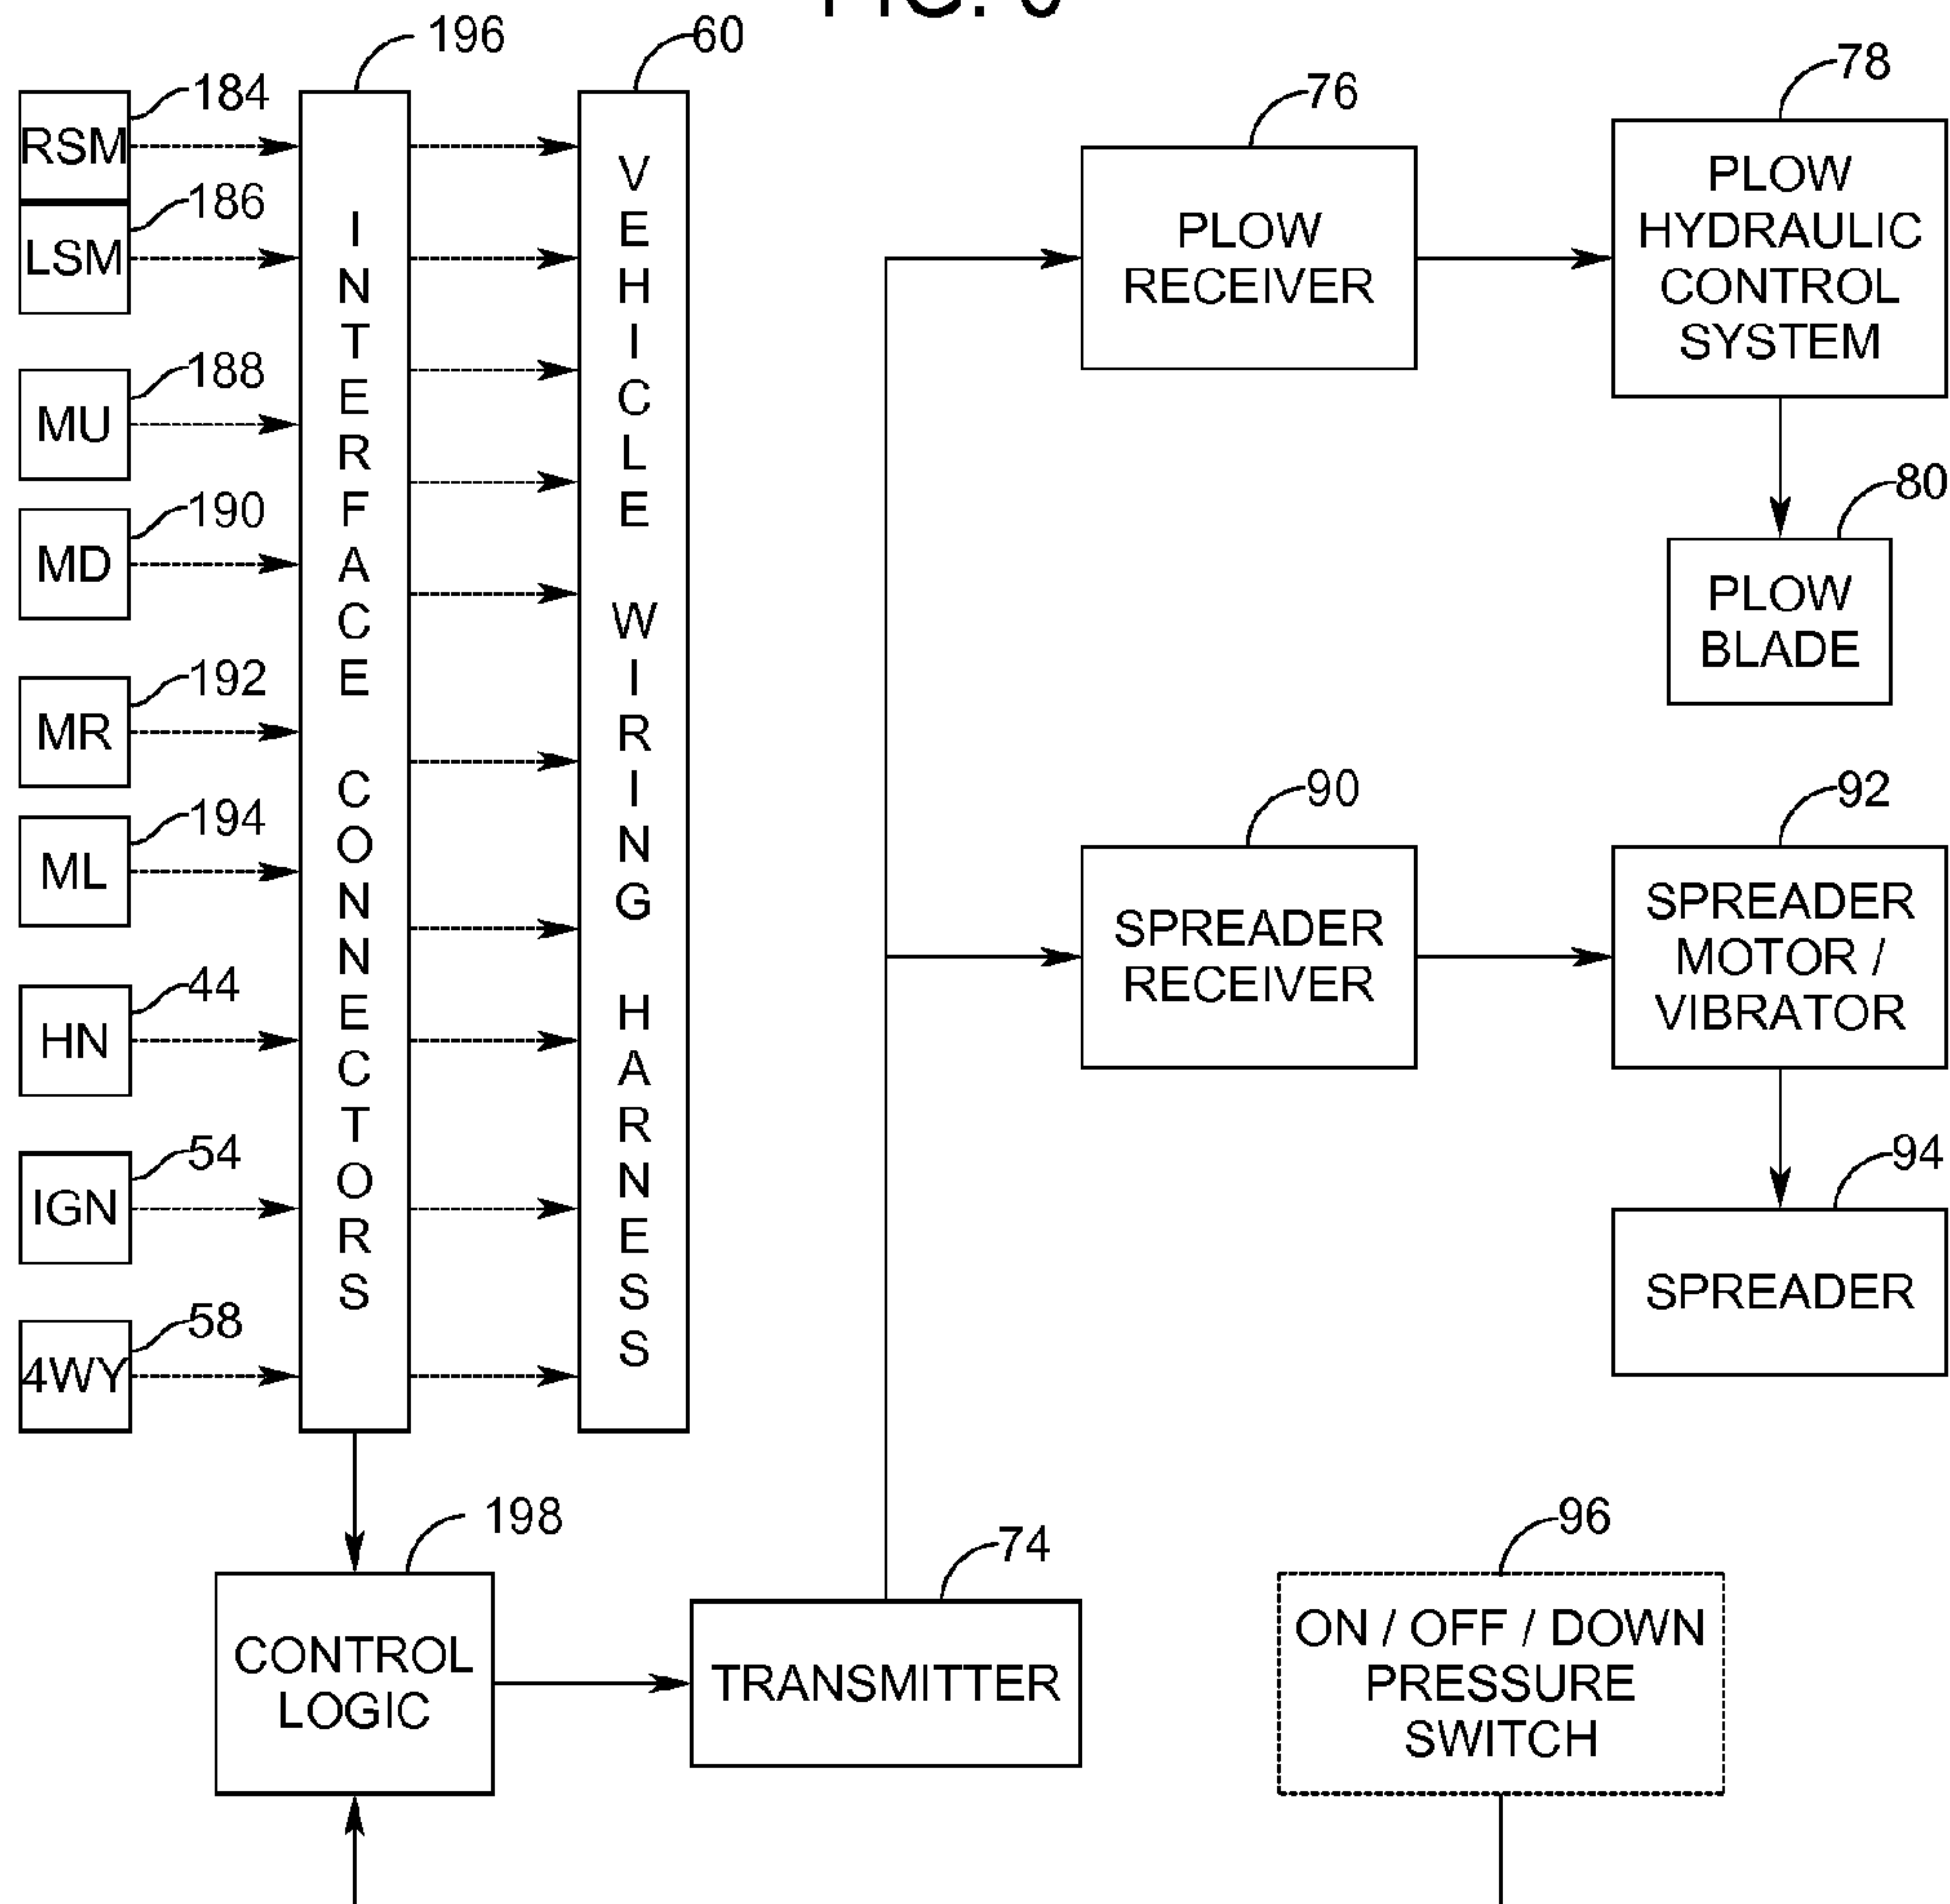 196
60
184
RSM
186
LSM
188
MU
190
MD
192
MR
194
ML
44
HN
54
IGN
58
4WY
INTERFACE CONNECTORS
VEHICLE WIRING HARNESS
76
PLOW
RECEIVER
78
PLOW
HYDRAULIC
CONTROL
SYSTEM
80
PLOW
BLADE
90
SPREADER
RECEIVER
92
SPREADER
MOTOR /
VIBRATOR
94
SPREADER
198
CONTROL
LOGIC
74
TRANSMITTER
96
ON / OFF / DOWN
PRESSURE
SWITCH